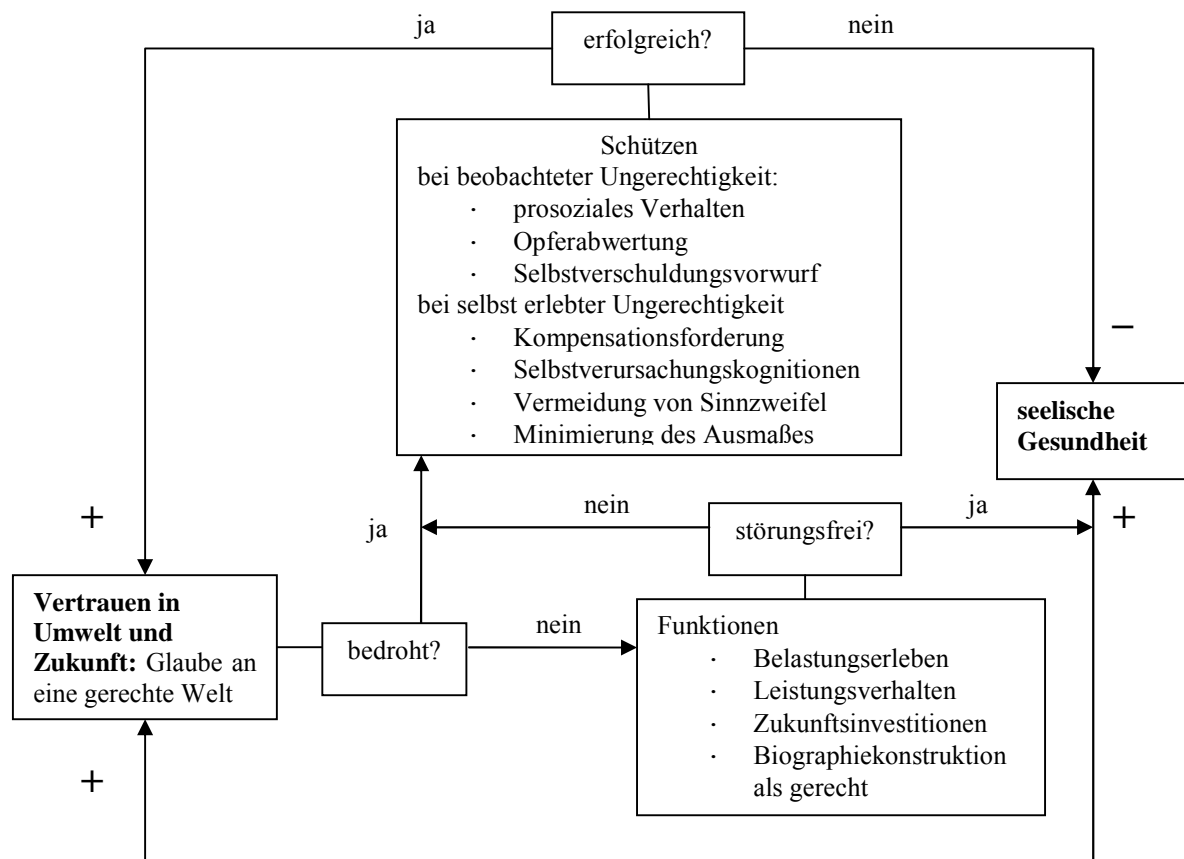 ja
erfolgreich?
nein
Schützen
bei beobachteter Ungerechtigkeit:
· prosoziales Verhalten
· Opferabwertung
· Selbstverschuldungsvorwurf
bei selbst erlebter Ungerechtigkeit
· Kompensationsforderung
· Selbstverursachungskognitionen
· Vermeidung von Sinnzweifel
· Minimierung des Ausmaßes
–
seelische
Gesundheit
+
ja
nein
störungsfrei?
ja
+
Vertrauen in
Umwelt und
Zukunft: Glaube an
eine gerechte Welt
bedroht?
nein
Funktionen
· Belastungserleben
· Leistungsverhalten
· Zukunftsinvestitionen
· Biographiekonstruktion
als gerecht
+